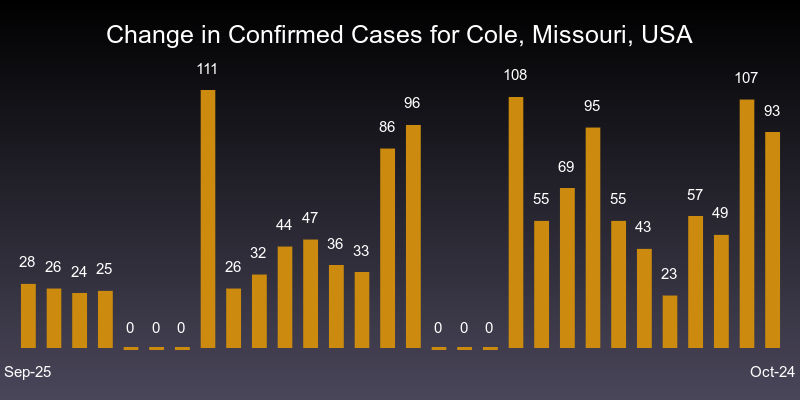 Change in Confirmed Cases for Cole, Missouri, USA
28 26 24 25 0 0 0 111 26 32 44 47 36 33 86 96 0 0 0 108 55 69 95 55 43 23 57 49 107 93
Sep-25 Oct-24